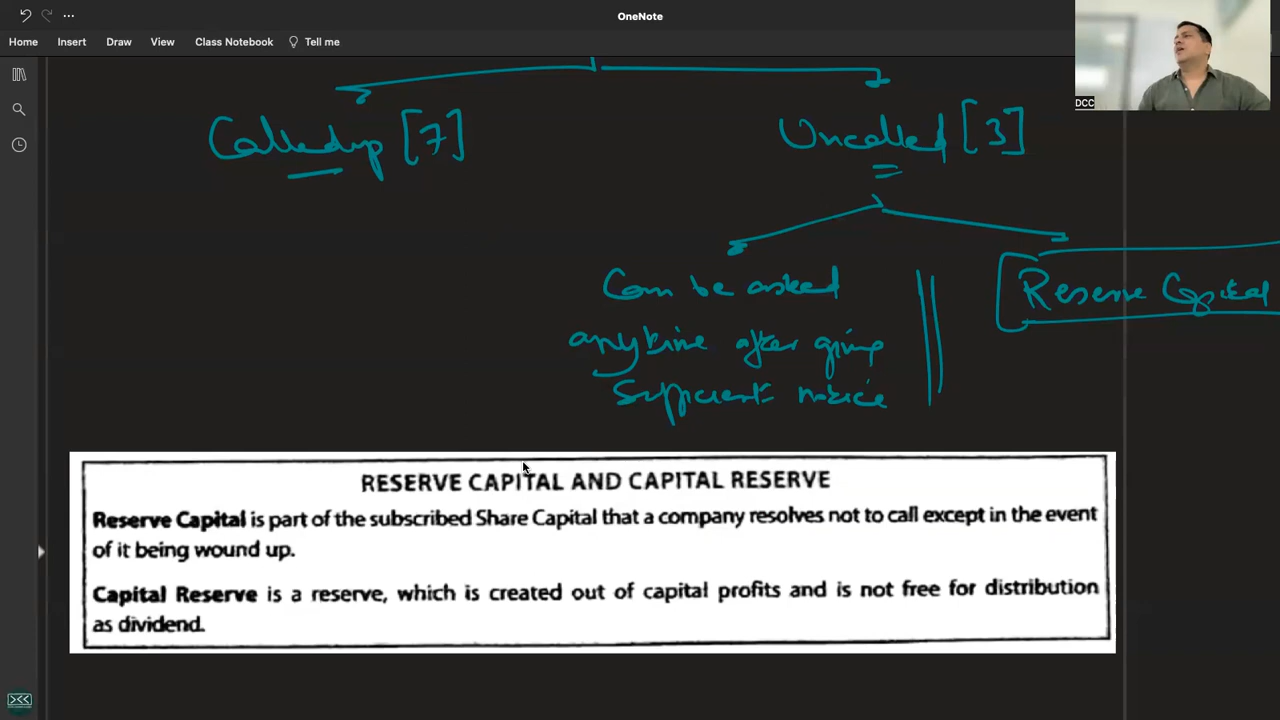 OneNote
Home Insert Draw View Class Notebook Tell me
DCC
Calledup [7]
Uncalled [3]
Can be asked
anytime after giving
Sufficient notice
Reserve Capital
RESERVE CAPITAL AND CAPITAL RESERVE
Reserve Capital is part of the subscribed Share Capital that a company resolves not to call except in the event
of it being wound up.
Capital Reserve is a reserve, which is created out of capital profits and is not free for distribution
as dividend.